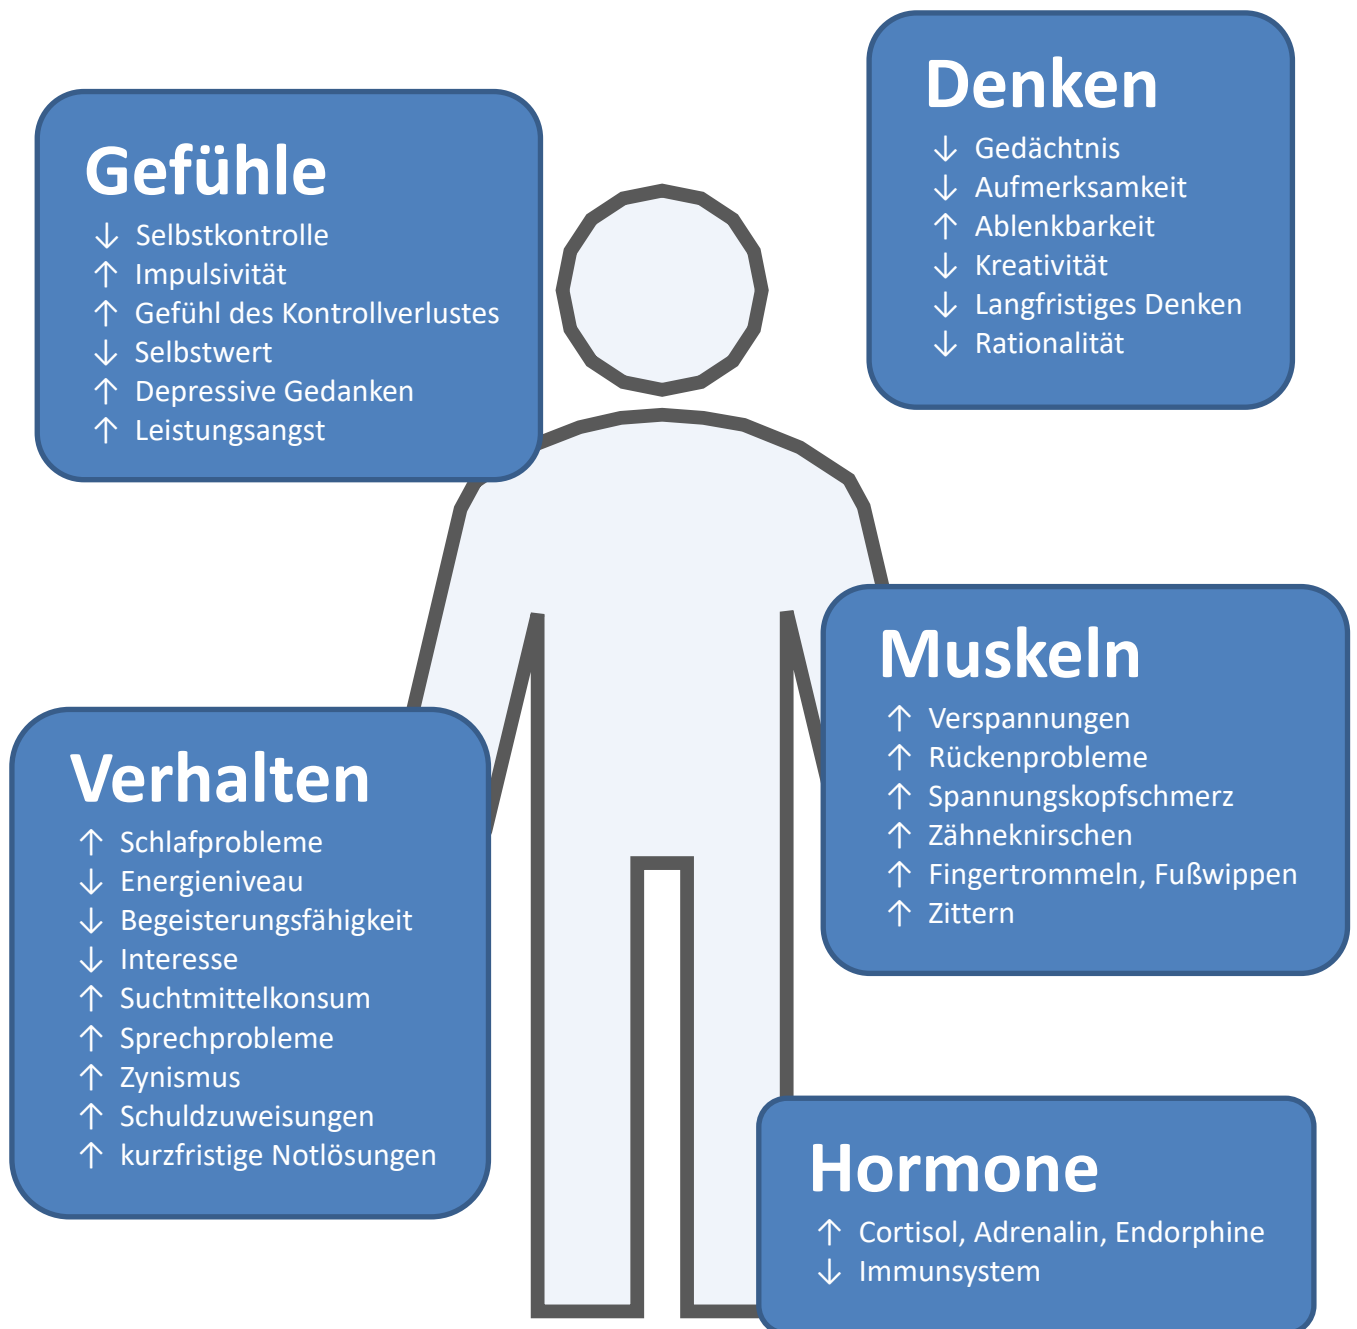 Denken
↓ Gedächtnis
↓ Aufmerksamkeit
↑ Ablenkbarkeit
↓ Kreativität
↓ Langfristiges Denken
↓ Rationalität
Gefühle
↓ Selbstkontrolle
↑ Impulsivität
↑ Gefühl des Kontrollverlustes
↓ Selbstwert
↑ Depressive Gedanken
↑ Leistungsangst
Muskeln
↑ Verspannungen
↑ Rückenprobleme
↑ Spannungskopfschmerz
↑ Zähneknirschen
↑ Fingertrommeln, Fußwippen
↑ Zittern
Verhalten
↑ Schlafprobleme
↓ Energieniveau
↓ Begeisterungsfähigkeit
↓ Interesse
↑ Suchtmittelkonsum
↑ Sprechprobleme
↑ Zynismus
↑ Schuldzuweisungen
↑ kurzfristige Notlösungen
Hormone
↑ Cortisol, Adrenalin, Endorphine
↓ Immunsystem